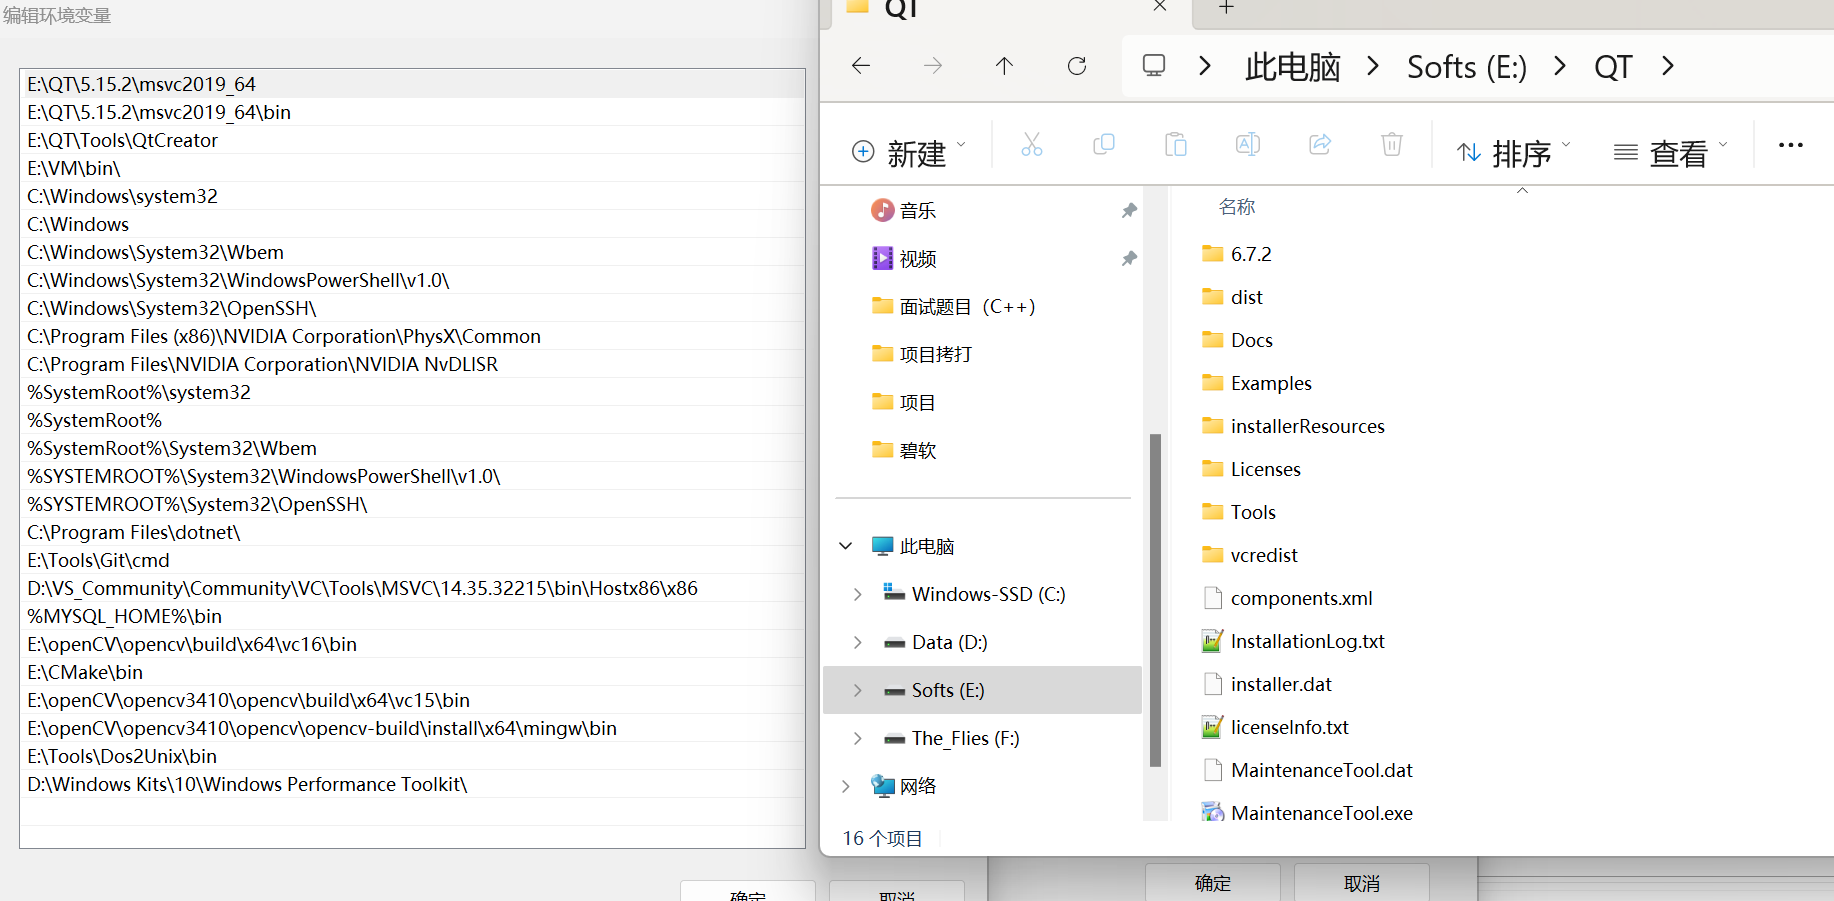 编辑环境变量
E:\QT\5.15.2\msvc2019_64
E:\QT\5.15.2\msvc2019_64\bin
E:\QT\Tools\QtCreator
E:\VM\bin\
C:\Windows\system32
C:\Windows
C:\Windows\System32\Wbem
C:\Windows\System32\WindowsPowerShell\v1.0\
C:\Windows\System32\OpenSSH\
C:\Program Files (x86)\NVIDIA Corporation\PhysX\Common
C:\Program Files\NVIDIA Corporation\NVIDIA NvDLISR
%SystemRoot%\system32
%SystemRoot%
%SystemRoot%\System32\Wbem
%SYSTEMROOT%\System32\WindowsPowerShell\v1.0\
%SYSTEMROOT%\System32\OpenSSH\
C:\Program Files\dotnet\
E:\Tools\Git\cmd
D:\VS_Community\Community\VC\Tools\MSVC\14.35.32215\bin\Hostx86\x86
%MYSQL_HOME%\bin
E:\openCV\opencv\build\x64\vc16\bin
E:\CMake\bin
E:\openCV\opencv3410\opencv\build\x64\vc15\bin
E:\openCV\opencv3410\opencv\opencv-build\install\x64\mingw\bin
E:\Tools\Dos2Unix\bin
D:\Windows Kits\10\Windows Performance Toolkit\
确定 取消
QT
此电脑 > Softs (E:) > QT >
新建 排序 查看
音乐
视频
面试题目（C++）
项目拷打
项目
碧软
此电脑
Windows-SSD (C:)
Data (D:)
Softs (E:)
The_Flies (F:)
网络
名称
6.7.2
dist
Docs
Examples
installerResources
Licenses
Tools
vcredist
components.xml
InstallationLog.txt
installer.dat
licenseInfo.txt
MaintenanceTool.dat
MaintenanceTool.exe
16 个项目
确定 取消